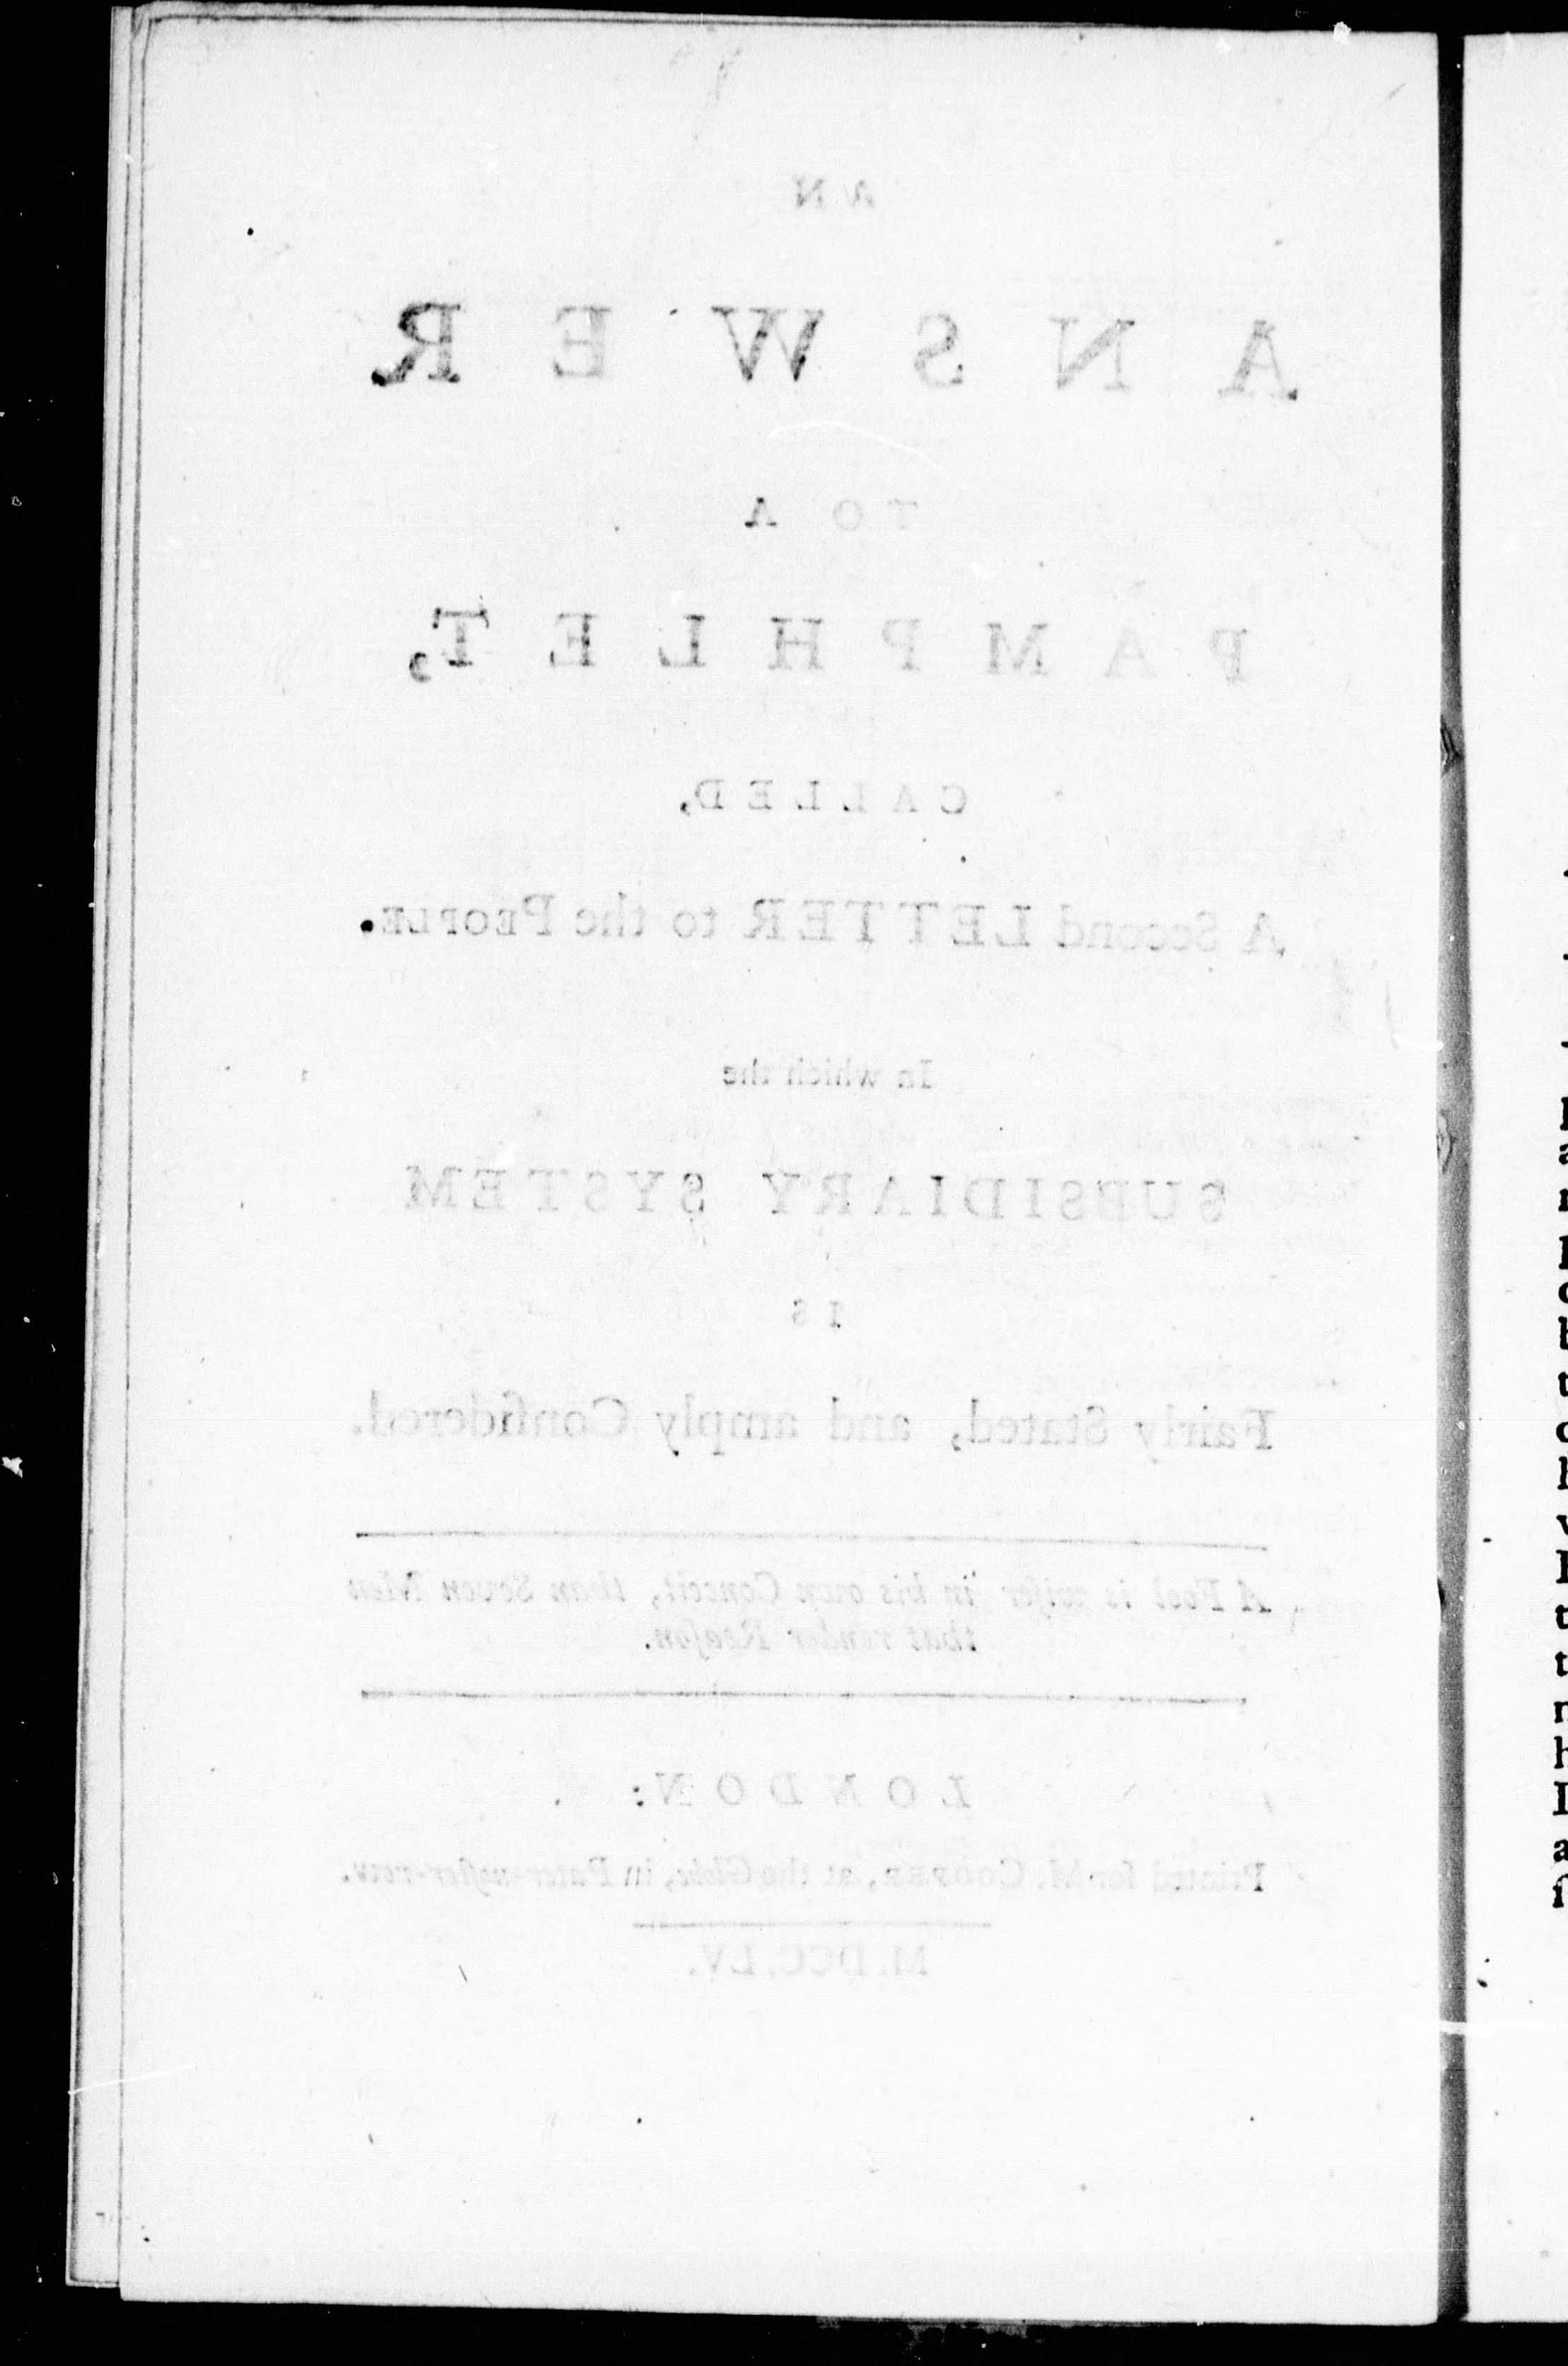 AN
ANSWER
TO A
PAMPHLET,
CALLED,
A Second LETTER to the PEOPLE.
In which the
SUBSIDIARY SYSTEM
IS
Fairly Stated, and amply Conſidered.
A Fool is wiſer in his own Conceit, than Seven Men
that render Reaſon.
LONDON:
Printed for M. COOPER, at the Globe, in Pater-noſter-row.
M.DCC.LV.